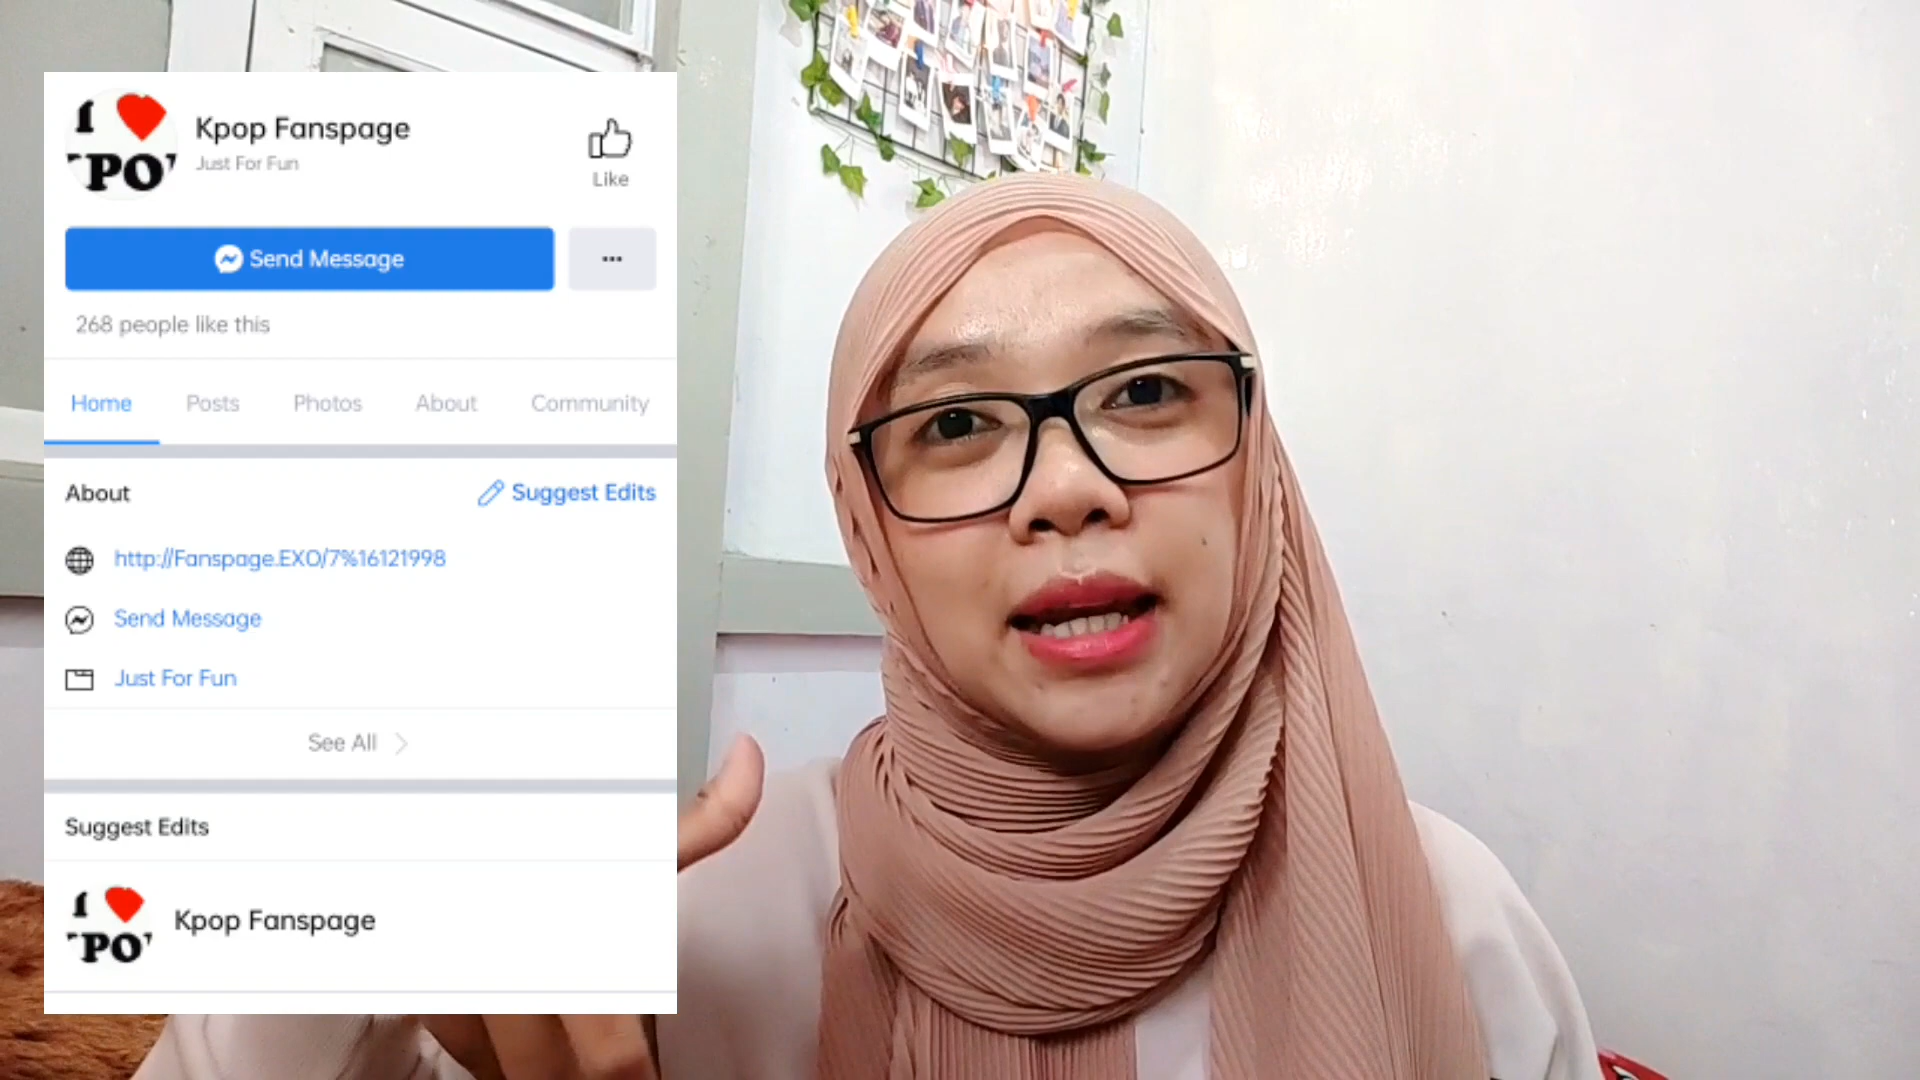 I
'PO'
Kpop Fanspage
Just For Fun
Like
Send Message
268 people like this
Home Posts Photos About Community
About
Suggest Edits
http://Fanspage.EXO/7%16121998
Send Message
Just For Fun
See All
Suggest Edits
I
'PO'
Kpop Fanspage